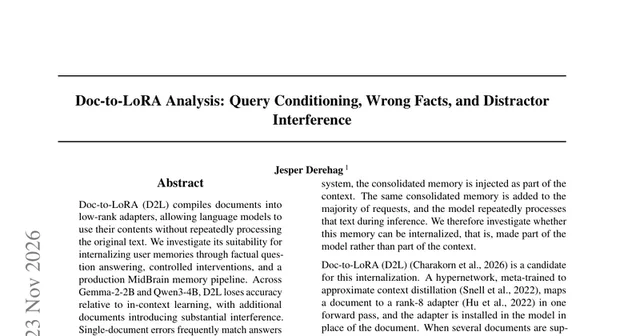 Doc-to-LoRA Analysis: Query Conditioning, Wrong Facts, and Distractor
Interference
Jesper Derehag 1
Abstract
Doc-to-LoRA (D2L) compiles documents into
low-rank adapters, allowing language models to
use their contents without repeatedly processing
the original text. We investigate its suitability for
internalizing user memories through factual ques-
tion answering, controlled interventions, and a
production MidBrain memory pipeline. Across
Gemma-2-2B and Qwen3-4B, D2L loses accuracy
relative to in-context learning, with additional
documents introducing substantial interference.
Single-document errors frequently match answers
system, the consolidated memory is injected as part of the
context. The same consolidated memory is added to the
majority of requests, and the model repeatedly processes
that text during inference. We therefore investigate whether
this memory can be internalized, that is, made part of the
model rather than part of the context.
Doc-to-LoRA (D2L) (Charakorn et al., 2026) is a candidate
for this internalization. A hypernetwork, meta-trained to
approximate context distillation (Snell et al., 2022), maps
a document to a rank-8 adapter (Hu et al., 2022) in one
forward pass, and the adapter is installed in the model in
place of the document. When several documents are sup-
23 Nov 2026